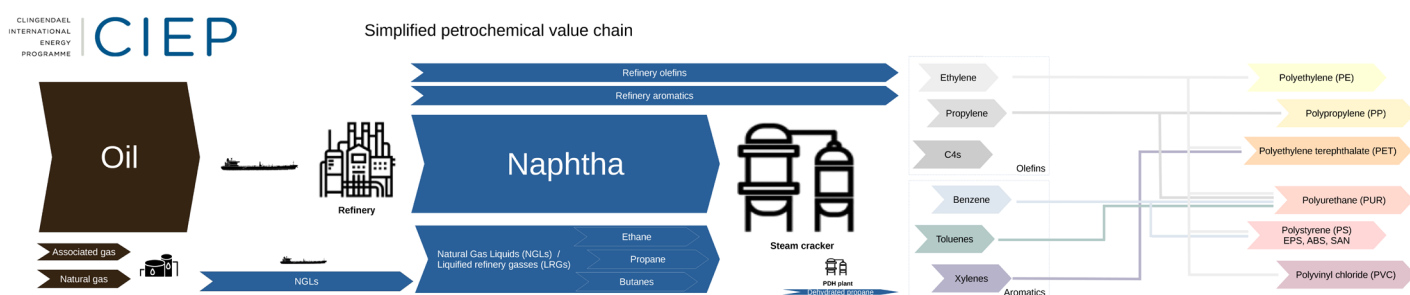 CLINGENDAEL
INTERNATIONAL
ENERGY
PROGRAMME
CIEP
Simplified petrochemical value chain
Refinery olefins
Refinery aromatics
Oil
Refinery
Naphtha
Steam cracker
Associated gas
Natural gas
NGLs
Natural Gas Liquids (NGLs) /
Liquified refinery gasses (LRGs)
Ethane
Propane
Butanes
PDH plant
Dehydrated propane
Ethylene
Propylene
C4s
Olefins
Benzene
Toluenes
Xylenes
Aromatics
Polyethylene (PE)
Polypropylene (PP)
Polyethylene terephthalate (PET)
Polyurethane (PUR)
Polystyrene (PS)
EPS, ABS, SAN
Polyvinyl chloride (PVC)